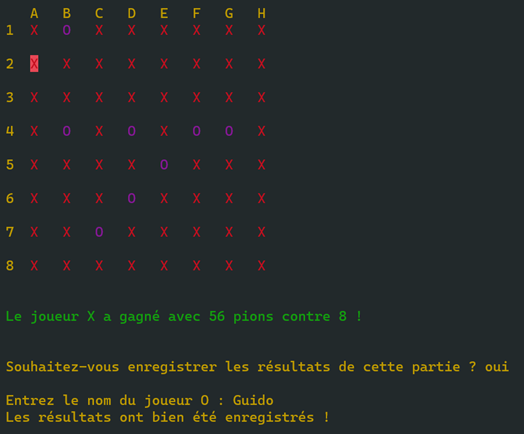 A B C D E F G H
1 X O X X X X X X
2 X X X X X X X X
3 X X X X X X X X
4 X O X O X O O X
5 X X X X O X X X
6 X X X O X X X X
7 X X O X X X X X
8 X X X X X X X X
Le joueur X a gagné avec 56 pions contre 8 !
Souhaitez-vous enregistrer les résultats de cette partie ? oui
Entrez le nom du joueur O : Guido
Les résultats ont bien été enregistrés !